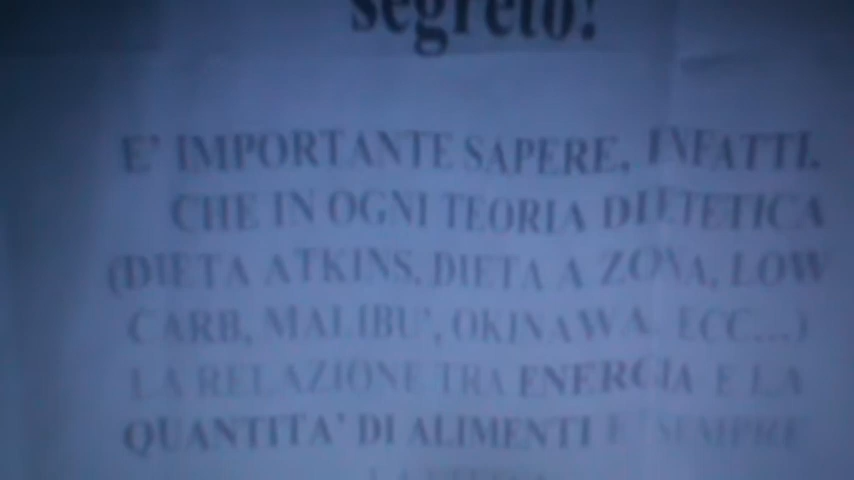 segreto!
E' IMPORTANTE SAPERE, INFATTI,
CHE IN OGNI TEORIA DIETETICA
(DIETA ATKINS, DIETA A ZONA, LOW
CARB, MALIBU', OKINAWA, ECC...)
LA RELAZIONE TRA ENERGIA E LA
QUANTITA' DI ALIMENTI E' SEMPRE